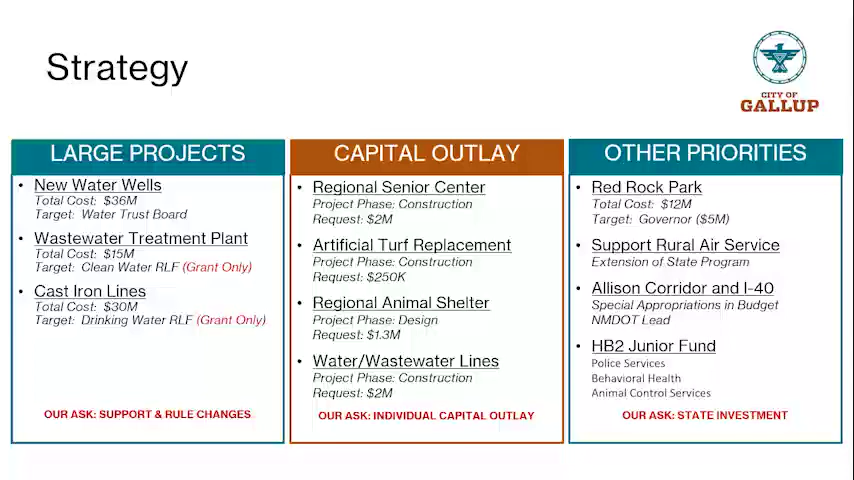 Strategy
CITY OF
GALLUP
LARGE PROJECTS
• New Water Wells
Total Cost: $36M
Target: Water Trust Board
• Wastewater Treatment Plant
Total Cost: $15M
Target: Clean Water RLF (Grant Only)
• Cast Iron Lines
Total Cost: $30M
Target: Drinking Water RLF (Grant Only)
OUR ASK: SUPPORT & RULE CHANGES
CAPITAL OUTLAY
• Regional Senior Center
Project Phase: Construction
Request: $2M
• Artificial Turf Replacement
Project Phase: Construction
Request: $250K
• Regional Animal Shelter
Project Phase: Design
Request: $1.3M
• Water/Wastewater Lines
Project Phase: Construction
Request: $2M
OUR ASK: INDIVIDUAL CAPITAL OUTLAY
OTHER PRIORITIES
• Red Rock Park
Total Cost: $12M
Target: Governor ($5M)
• Support Rural Air Service
Extension of State Program
• Allison Corridor and I-40
Special Appropriations in Budget
NMDOT Lead
• HB2 Junior Fund
Police Services
Behavioral Health
Animal Control Services
OUR ASK: STATE INVESTMENT